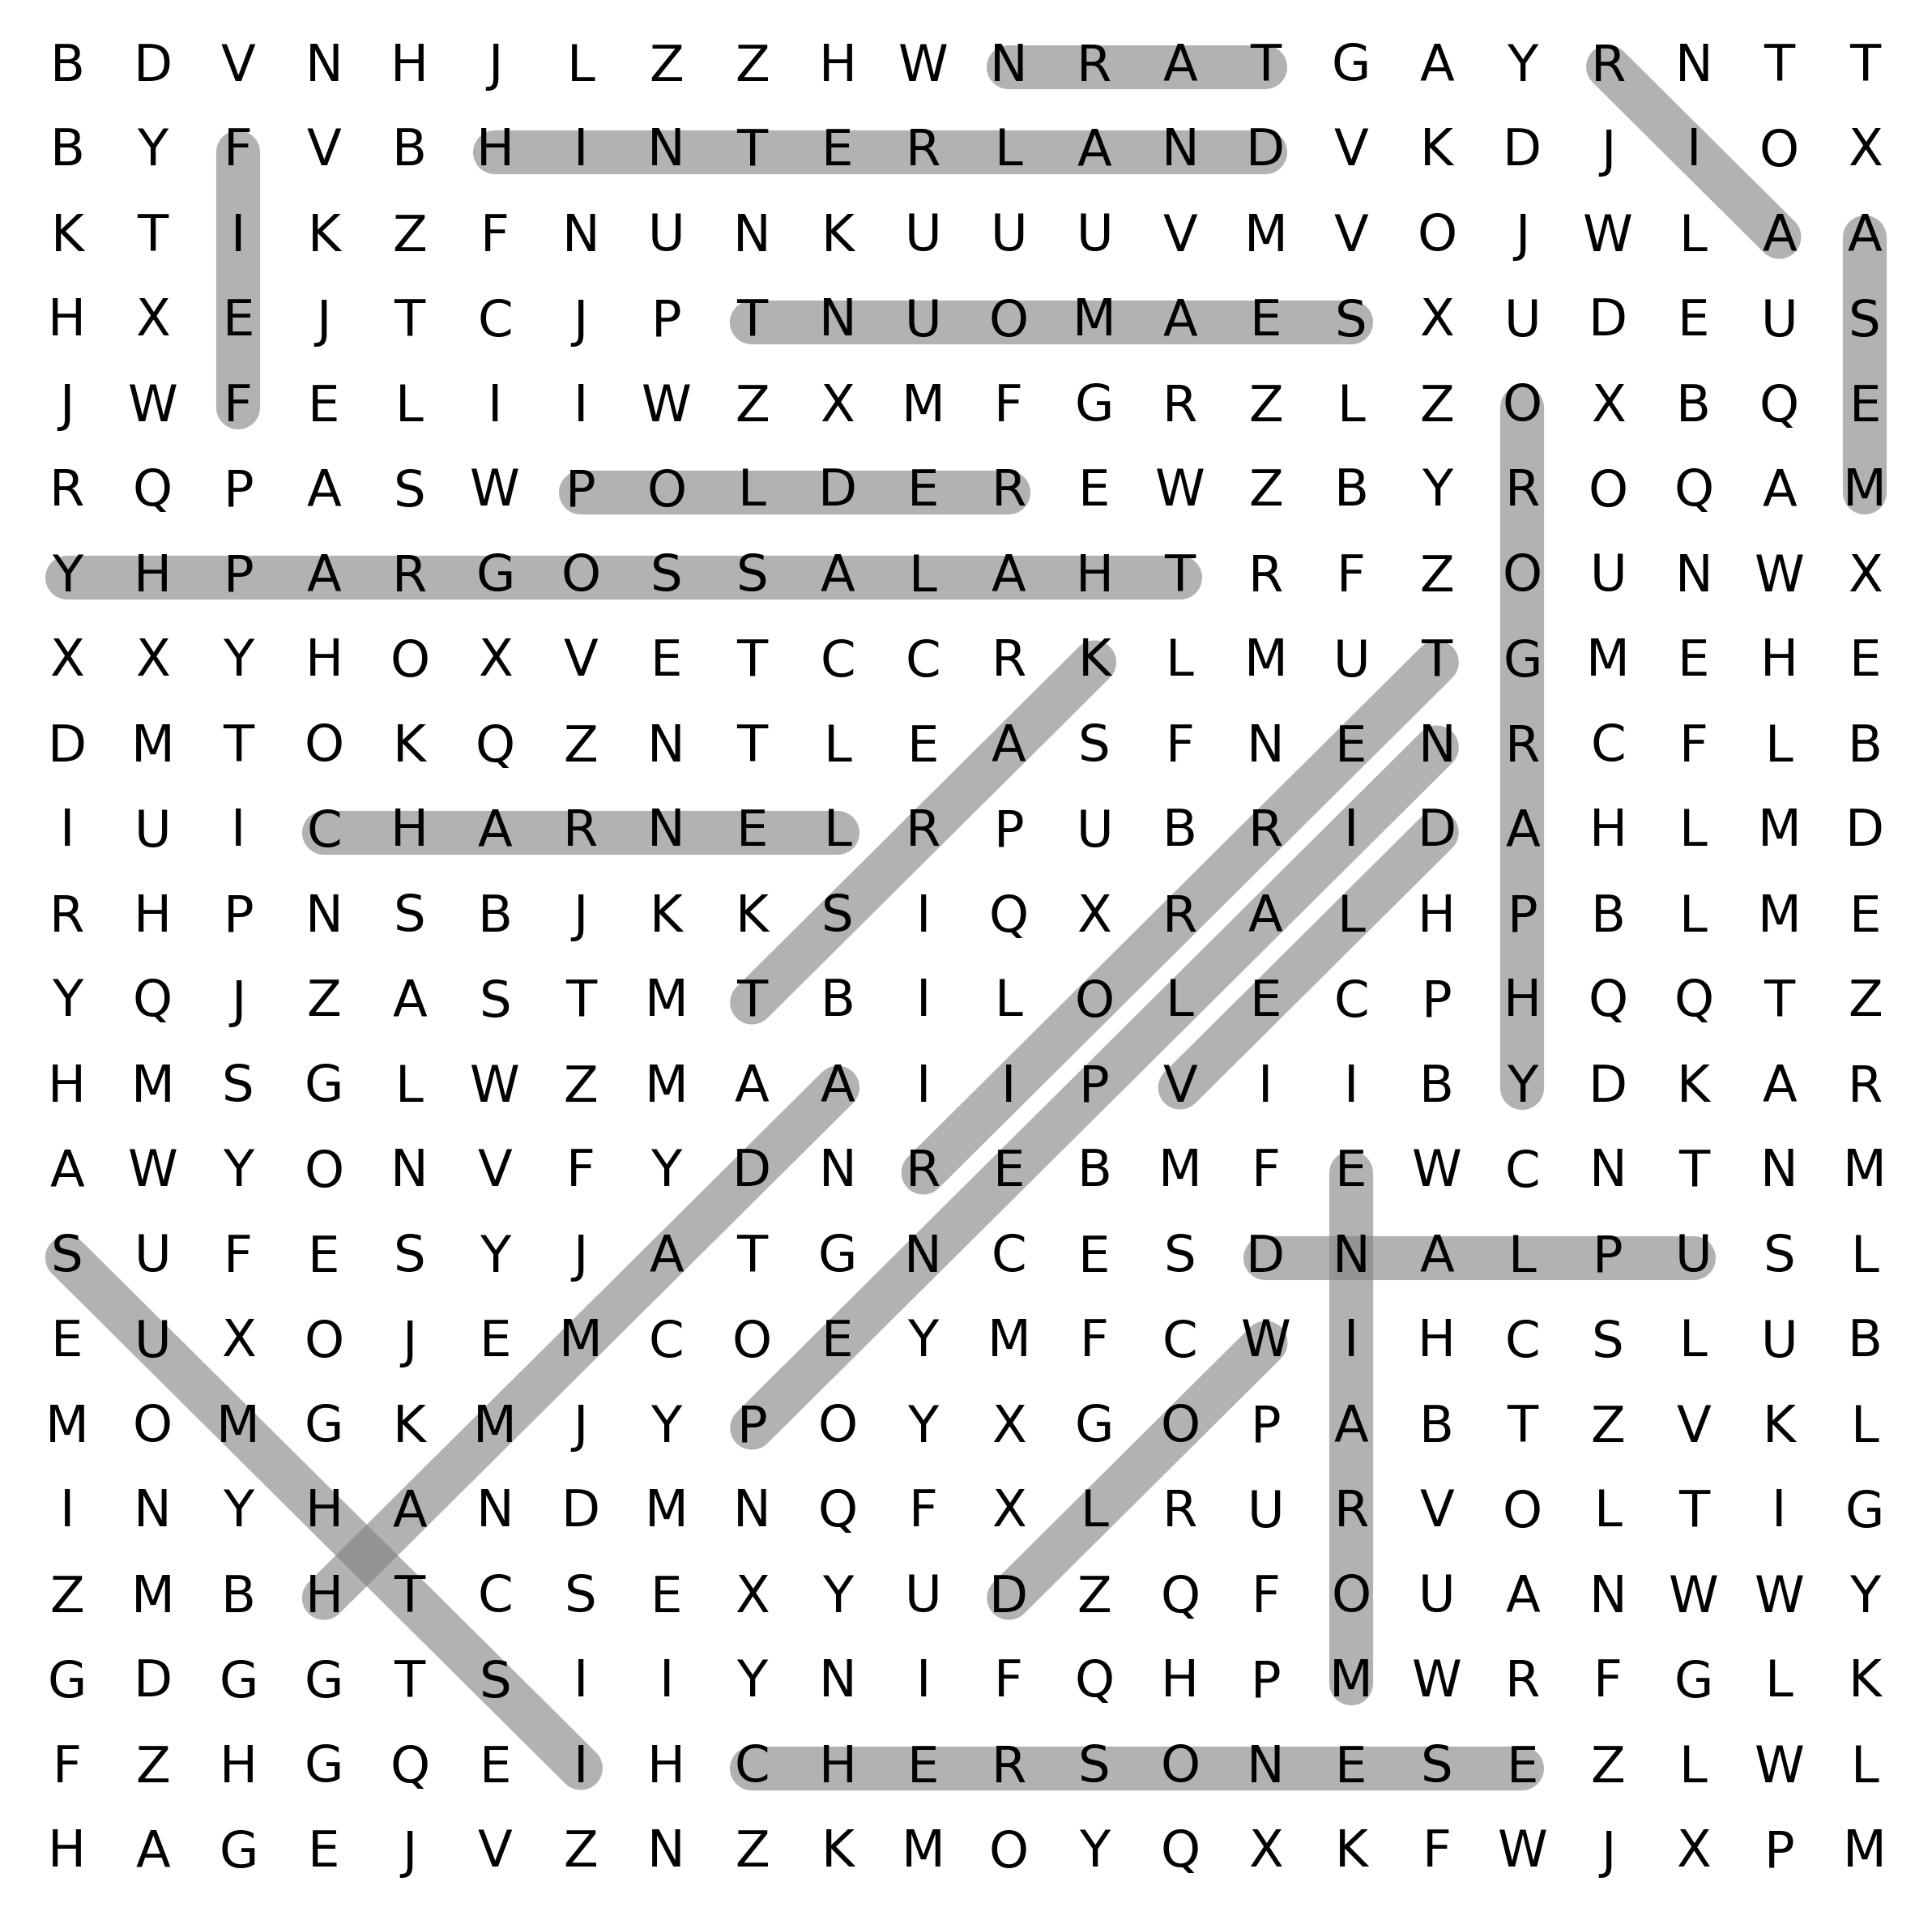 B D V N H J L Z Z H W N R A T G A Y R N T T
B Y F V B H I N T E R L A N D V K D J I O X
K T I K Z F N U N K U U U V M V O J W L A A
H X E J T C J P T N U O M A E S X U D E U S
J W F E L I I W Z X M F G R Z L Z O X B Q E
R Q P A S W P O L D E R E W Z B Y R O Q A M
Y H P A R G O S S A L A H T R F Z O U N W X
X X Y H O X V E T C C R K L M U T G M E H E
D M T O K Q Z N T L E A S F N E N R C F L B
I U I C H A R N E L R P U B R I D A H L M D
R H P N S B J K K S I Q X R A L H P B L M E
Y Q J Z A S T M T B I L O L E C P H Q Q T Z
H M S G L W Z M A A I I P V I I B Y D K A R
A W Y O N V F Y D N R E B M F E W C N T N M
S U F E S Y J A T G N C E S D N A L P U S L
E U X O J E M C O E Y M F C W I H C S L U B
M O M G K M J Y P O Y X G O P A B T Z V K L
I N Y H A N D M N Q F X L R U R V O L T I G
Z M B H T C S E X Y U D Z Q F O U A N W W Y
G D G G T S I I Y N I F Q H P M W R F G L K
F Z H G Q E I H C H E R S O N E S E Z L W L
H A G E J V Z N Z K M O Y Q X K F W J X P M